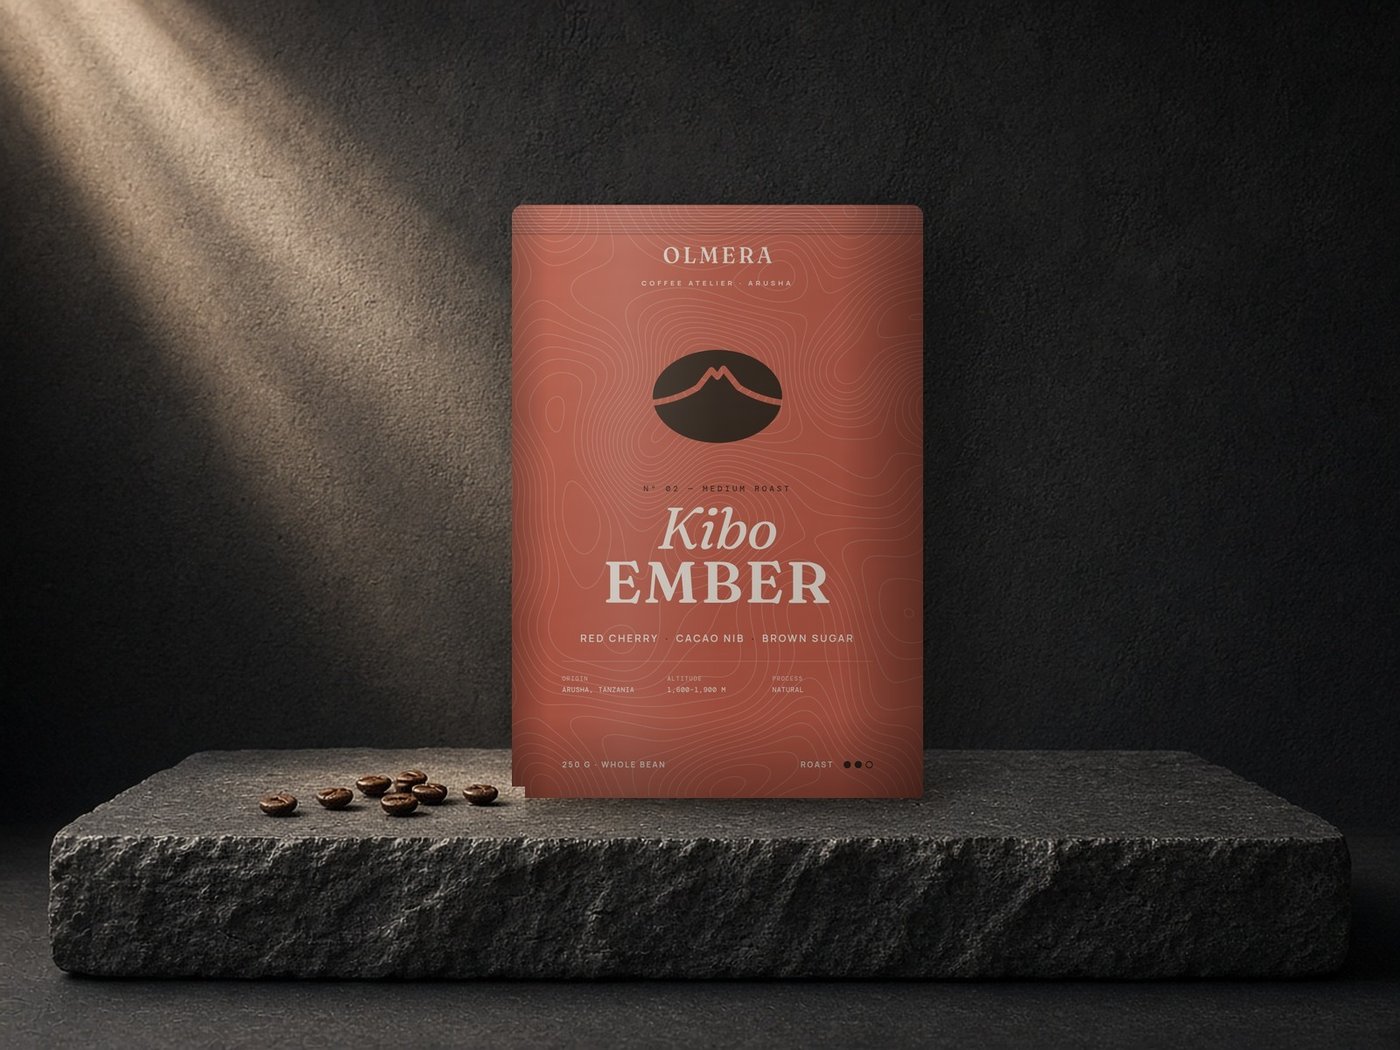 OLMERA
COFFEE ATELIER · ARUSHA
N° 02 — MEDIUM ROAST
Kibo
EMBER
RED CHERRY · CACAO NIB · BROWN SUGAR
ORIGIN ALTITUDE PROCESS
ARUSHA, TANZANIA 1,600–1,900 M NATURAL
250 G · WHOLE BEAN ROAST